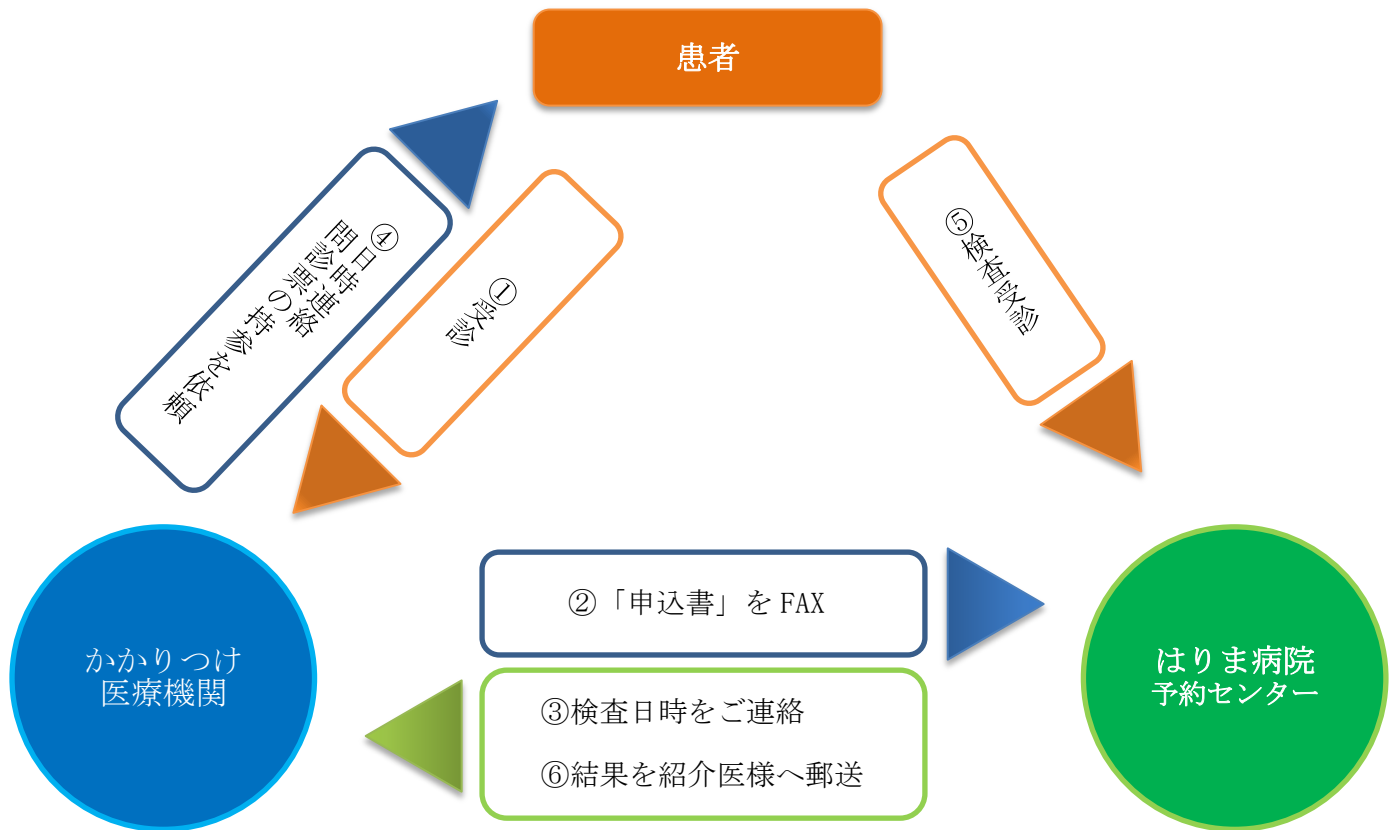 患者
④日時連絡
問診票の持参を依頼
①受診
⑤検査受診
②「申込書」を FAX
③検査日時をご連絡
⑥結果を紹介医様へ郵送
かかりつけ
医療機関
はりま病院
予約センター